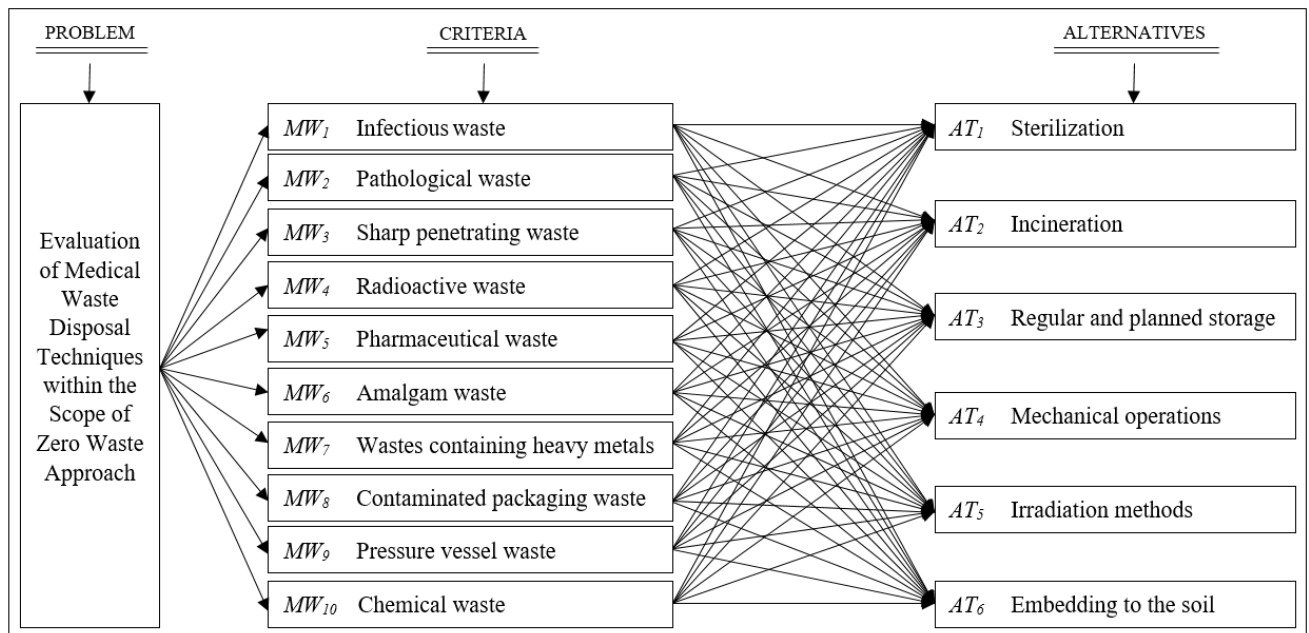 PROBLEM
CRITERIA
ALTERNATIVES
Evaluation
of Medical
Waste
Disposal
Techniques
within the
Scope of
Zero Waste
Approach
MW1 Infectious waste
MW2 Pathological waste
MW3 Sharp penetrating waste
MW4 Radioactive waste
MW5 Pharmaceutical waste
MW6 Amalgam waste
MW7 Wastes containing heavy metals
MW8 Contaminated packaging waste
MW9 Pressure vessel waste
MW10 Chemical waste
AT1 Sterilization
AT2 Incineration
AT3 Regular and planned storage
AT4 Mechanical operations
AT5 Irradiation methods
AT6 Embedding to the soil